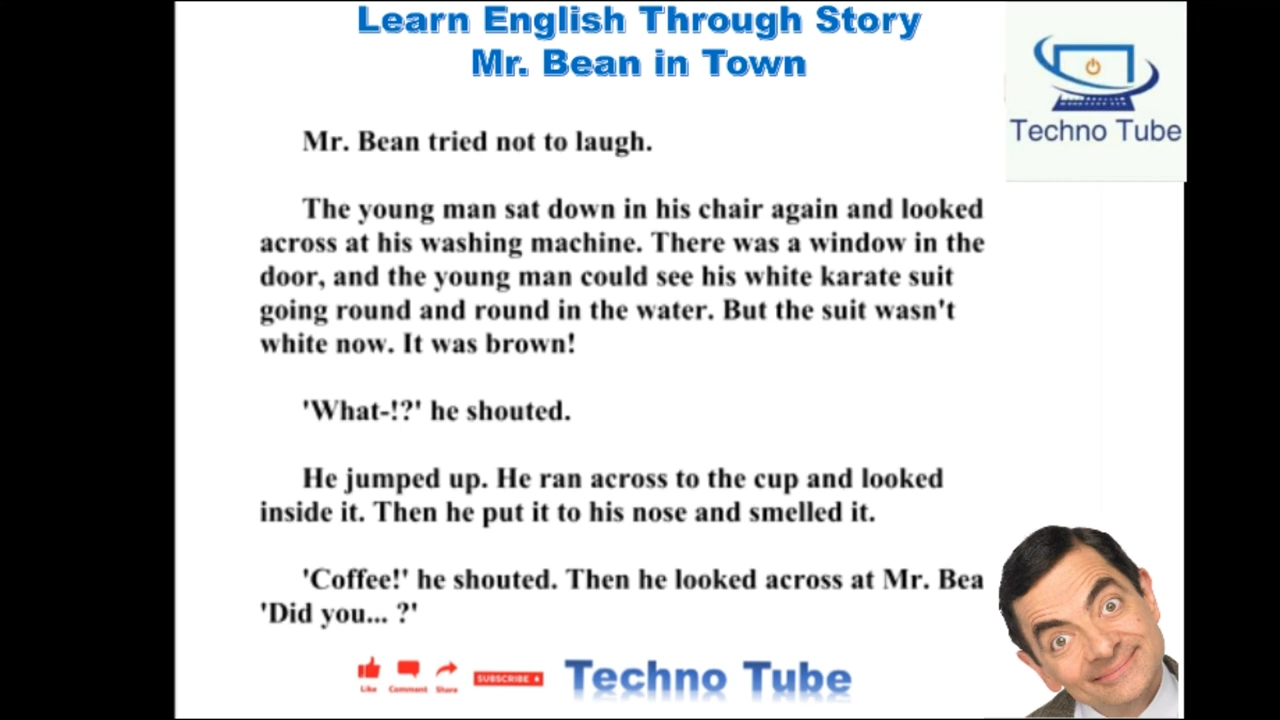 Learn English Through Story
Mr. Bean in Town
Techno Tube
Mr. Bean tried not to laugh.
The young man sat down in his chair again and looked
across at his washing machine. There was a window in the
door, and the young man could see his white karate suit
going round and round in the water. But the suit wasn't
white now. It was brown!
'What-!?' he shouted.
He jumped up. He ran across to the cup and looked
inside it. Then he put it to his nose and smelled it.
'Coffee!' he shouted. Then he looked across at Mr. Bea
'Did you... ?'
Like Comment Share
SUBSCRIBE
Techno Tube